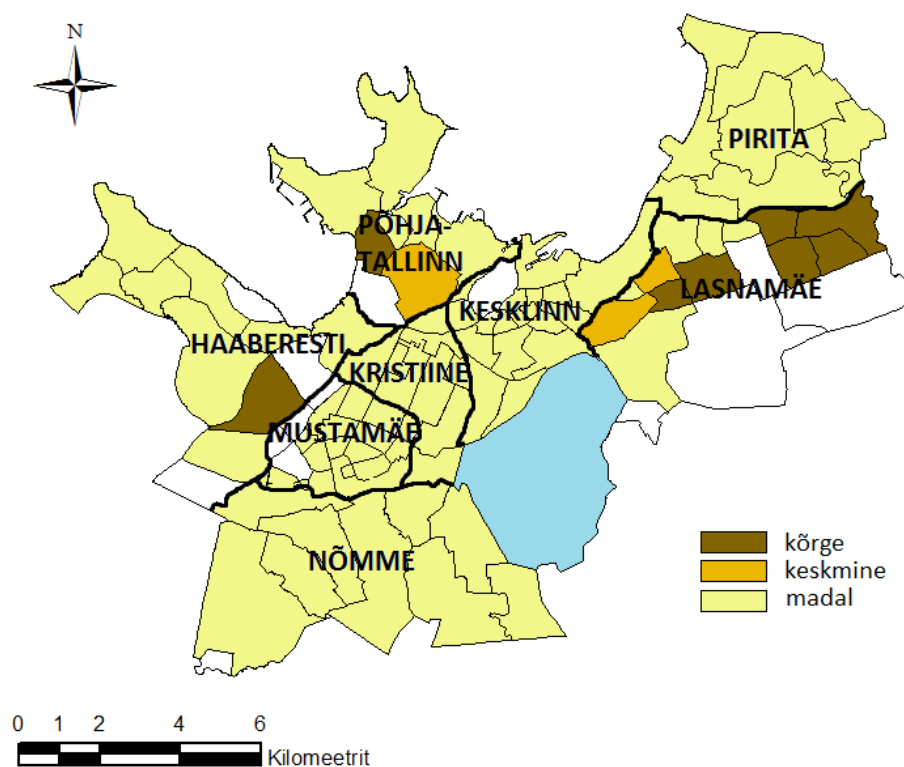 N
PIRITA
PÕHJA-
TALLINN
LASNAMÄE
KESKLINN
HAABERESTI
KRISTIINE
MUSTAMÄE
NÕMME
kõrge
keskmine
madal
0 1 2 4 6
Kilomeetrit